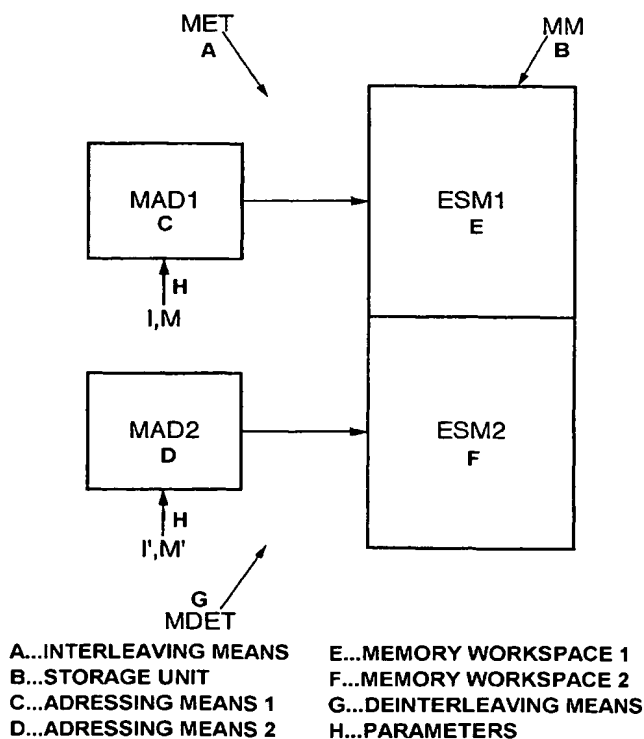 MET
A
MM
B
MAD1
C
ESM1
E
H
I,M
MAD2
D
ESM2
F
H
I',M'
G
MDET
A...INTERLEAVING MEANS
B...STORAGE UNIT
C...ADRESSING MEANS 1
D...ADRESSING MEANS 2
E...MEMORY WORKSPACE 1
F...MEMORY WORKSPACE 2
G...DEINTERLEAVING MEANS
H...PARAMETERS